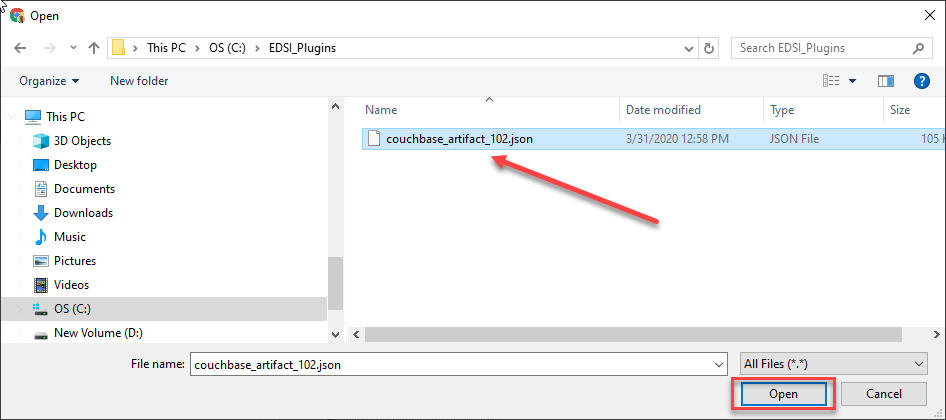 Open
This PC > OS (C:) > EDSI_Plugins
Search EDSI_Plugins
Organize
New folder
Name
Date modified
Type
Size
couchbase_artifact_102.json
3/31/2020 12:58 PM
JSON File
105
This PC
3D Objects
Desktop
Documents
Downloads
Music
Pictures
Videos
OS (C:)
New Volume (D:)
File name:
couchbase_artifact_102.json
All Files (*.*)
Open
Cancel